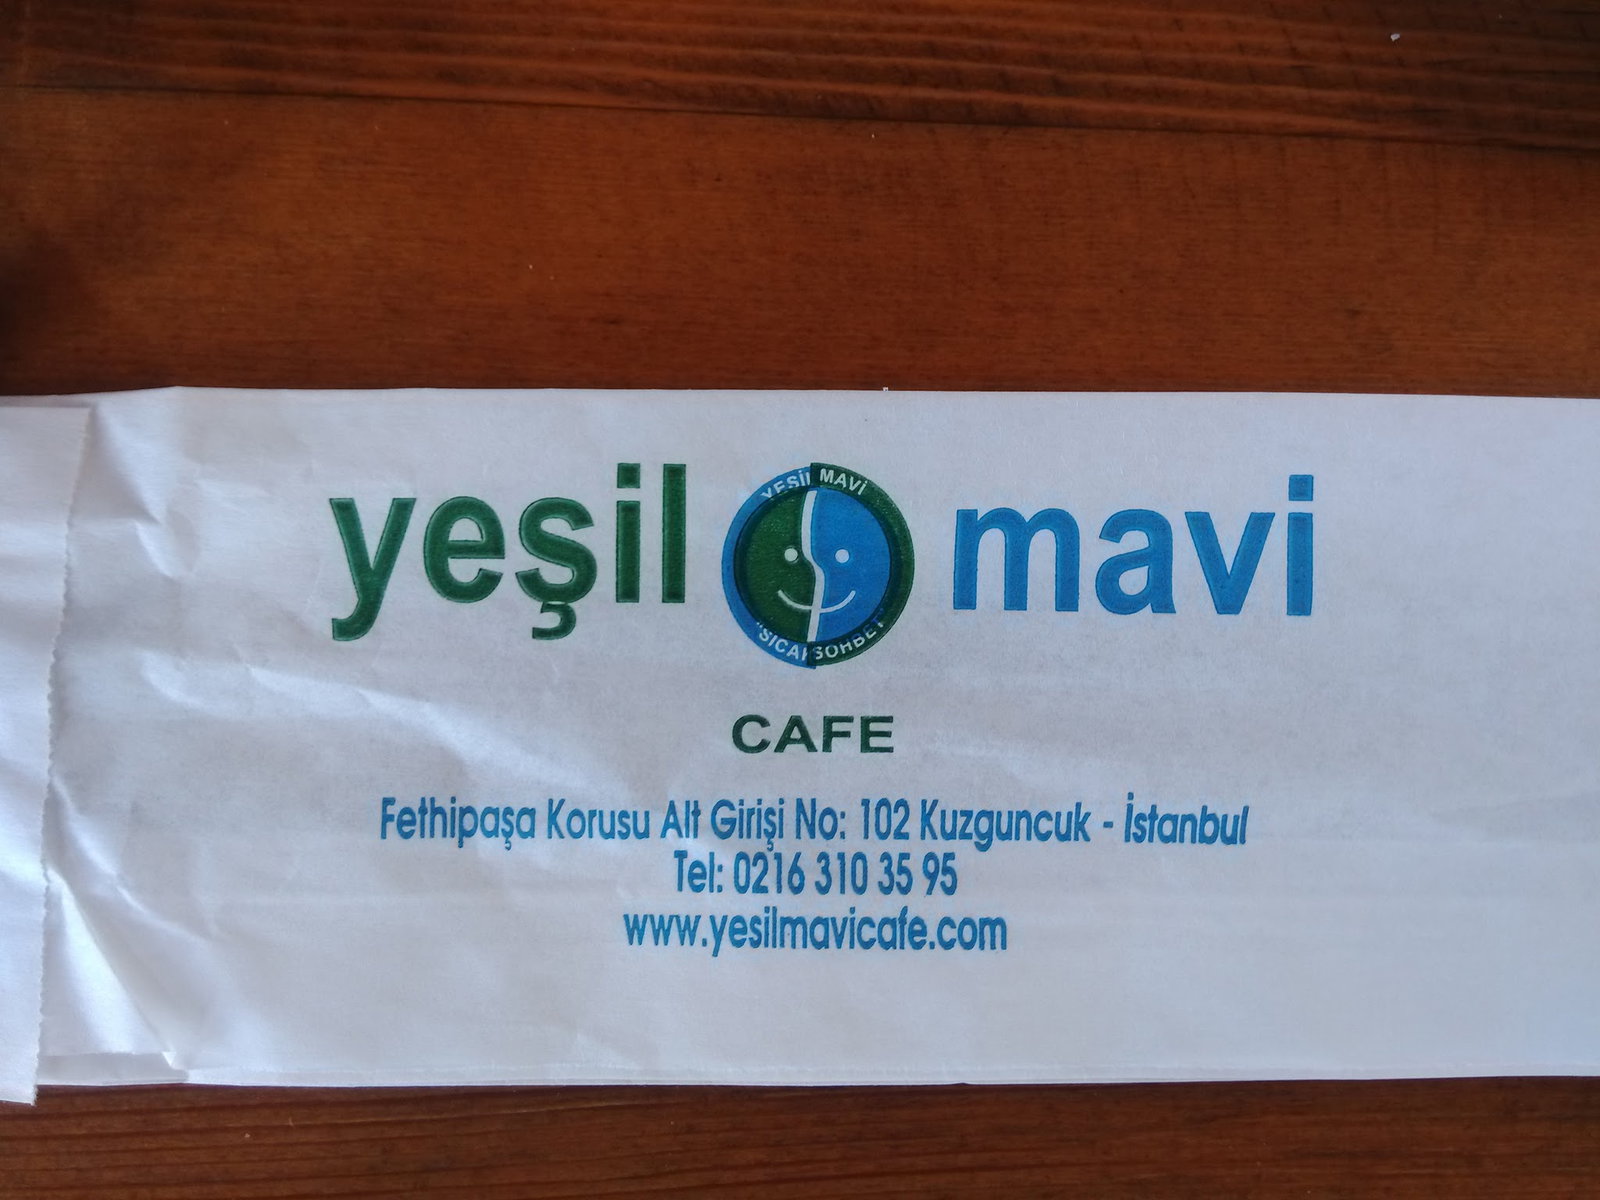 yeşil mavi
YEŞİL MAVİ
"SICAK SOHBET"
CAFE
Fethipaşa Korusu Alt Girişi No: 102 Kuzguncuk - İstanbul
Tel: 0216 310 35 95
www.yesilmavicafe.com